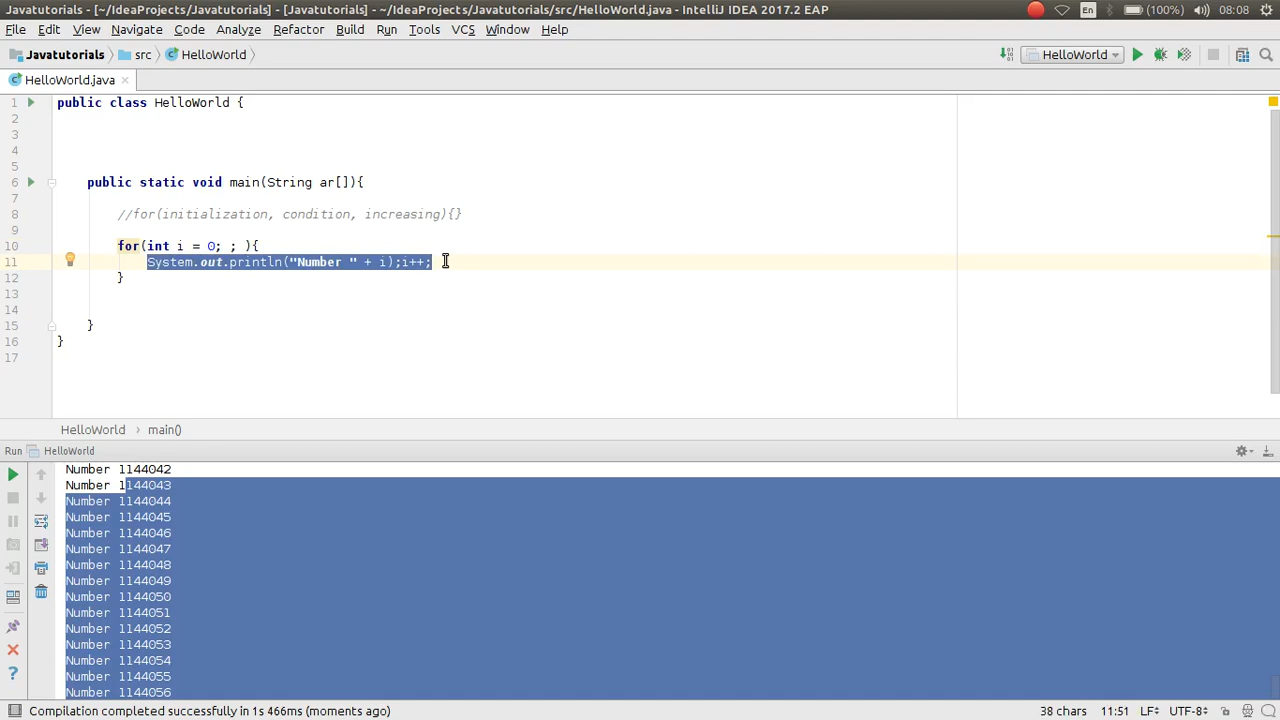 Javatutorials - [~/IdeaProjects/Javatutorials] - [Javatutorials] - ~/IdeaProjects/Javatutorials/src/HelloWorld.java - IntelliJ IDEA 2017.2 EAP En (100%) 08:08
File Edit View Navigate Code Analyze Refactor Build Run Tools VCS Window Help
Javatutorials src HelloWorld HelloWorld
HelloWorld.java
1 public class HelloWorld {
2
3
4
5
6 public static void main(String ar[]){
7
8 //for(initialization, condition, increasing){}
9
10 for(int i = 0; ; ){
11 System.out.println("Number " + i);i++;
12 }
13
14
15 }
16 }
17
HelloWorld main()
Run HelloWorld
Number 1144042
Number 1144043
Number 1144044
Number 1144045
Number 1144046
Number 1144047
Number 1144048
Number 1144049
Number 1144050
Number 1144051
Number 1144052
Number 1144053
Number 1144054
Number 1144055
Number 1144056
Compilation completed successfully in 1s 466ms (moments ago) 38 chars 11:51 LF UTF-8